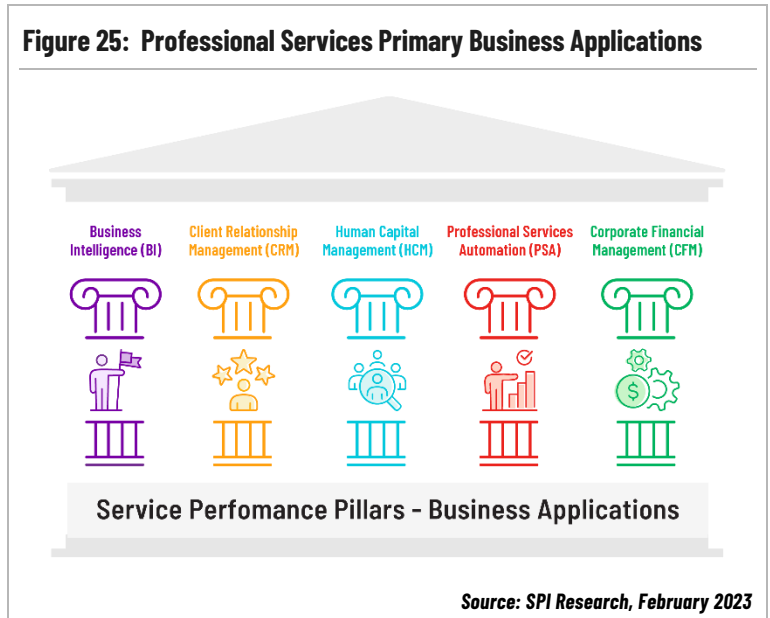 Figure 25:  Professional Services Primary Business Applications
Business
Intelligence (BI)
Client Relationship
Management (CRM)
Human Capital
Management (HCM)
Professional Services
Automation (PSA)
Corporate Financial
Management (CFM)
$
Service Perfomance Pillars - Business Applications
Source: SPI Research, February 2023